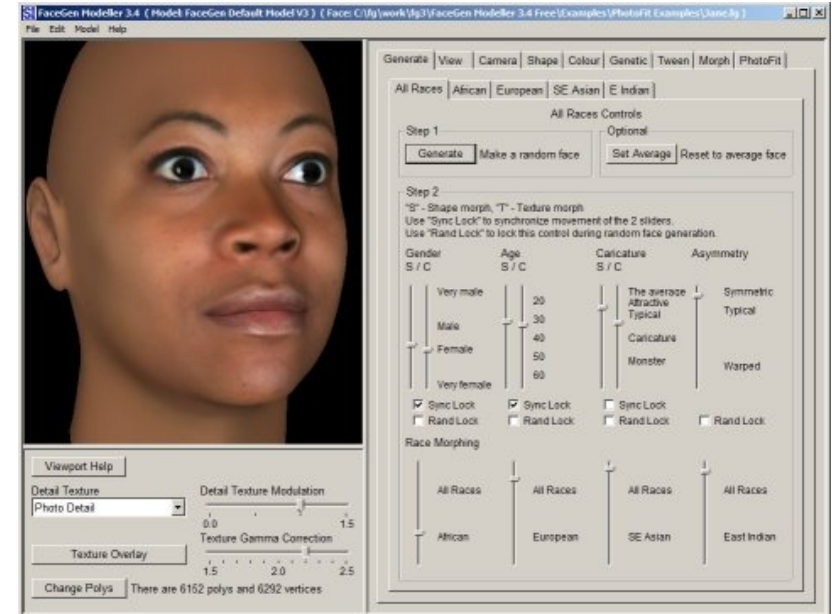 FaceGen Modeller 3.4 ( Model: FaceGen Default Model V3 ) ( Face: C:\fg\work\fg3\FaceGen Modeller 3.4 Free\Examples\PhotoFit Examples\Jane.fg )
File Edit Model Help
Generate View Camera Shape Colour Genetic Tween Morph PhotoFit
All Races African European SE Asian E Indian
All Races Controls
Step 1 Optional
Generate Make a random face Set Average Reset to average face
Step 2
"S" - Shape morph, "T" - Texture morph
Use "Sync Lock" to synchronize movement of the 2 sliders.
Use "Rand Lock" to lock this control during random face generation.
Gender Age Caricature Asymmetry
S / C S / C S / C
Very male 20 The average Symmetric
Attractive
Male 30 Typical Typical
40 Caricature
Female 50 Monster Warped
Very female 60
Sync Lock Sync Lock Sync Lock
Rand Lock Rand Lock Rand Lock Rand Lock
Race Morphing
All Races All Races All Races All Races
African European SE Asian East Indian
Viewport Help
Detail Texture Detail Texture Modulation
Photo Detail
0.0 1.5
Texture Gamma Correction
Texture Overlay
1.5 2.0 2.5
Change Polys There are 6152 polys and 6292 vertices